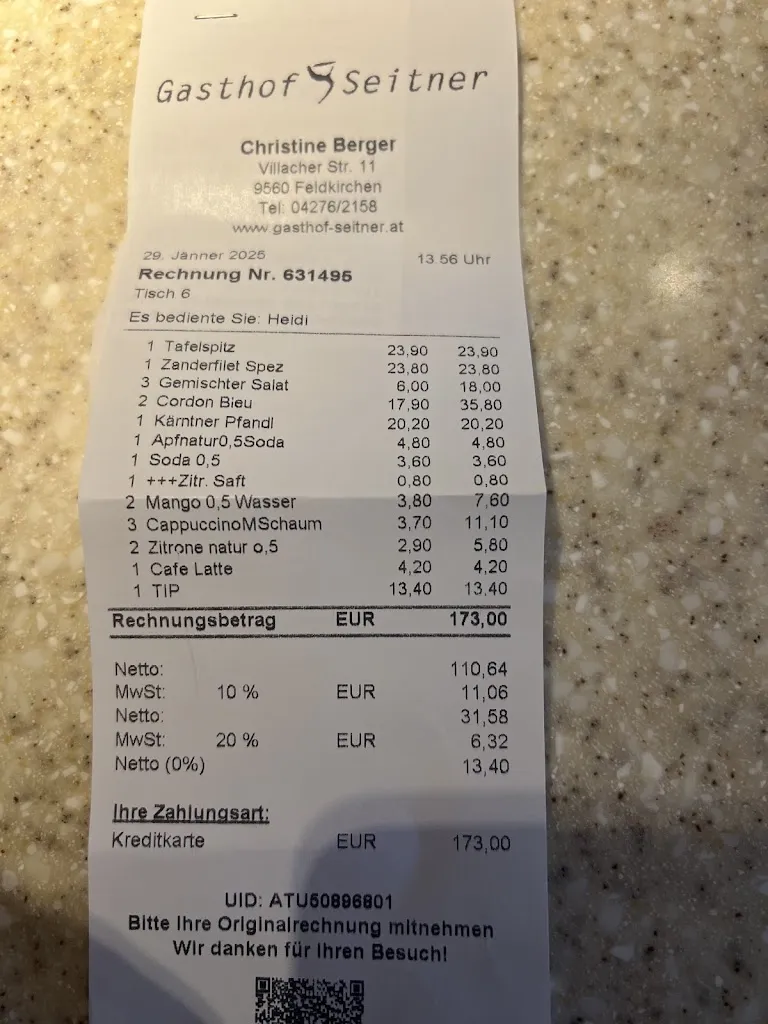 Gasthof Seitner
Christine Berger
Villacher Str. 11
9560 Feldkirchen
Tel: 04276/2158
www.gasthof-seitner.at
29. Jänner 2025 13:56 Uhr
Rechnung Nr. 631495
Tisch 6
Es bediente Sie: Heidi
1 Tafelspitz 23,90 23,90
1 Zanderfilet Spez 23,80 23,80
3 Gemischter Salat 6,00 18,00
2 Cordon Bleu 17,90 35,80
1 Kärntner Pfandl 20,20 20,20
1 Apfnatur0,5Soda 4,80 4,80
1 Soda 0,5 3,60 3,60
1 +++Zitr. Saft 0,80 0,80
2 Mango 0,5 Wasser 3,80 7,60
3 CappuccinoMSchaum 3,70 11,10
2 Zitrone natur o,5 2,90 5,80
1 Cafe Latte 4,20 4,20
1 TIP 13,40 13,40
Rechnungsbetrag EUR 173,00
Netto: 110,64
MwSt: 10 % EUR 11,06
Netto: 31,58
MwSt: 20 % EUR 6,32
Netto (0%) 13,40
Ihre Zahlungsart:
Kreditkarte EUR 173,00
UID: ATU50896801
Bitte Ihre Originalrechnung mitnehmen
Wir danken für Ihren Besuch!